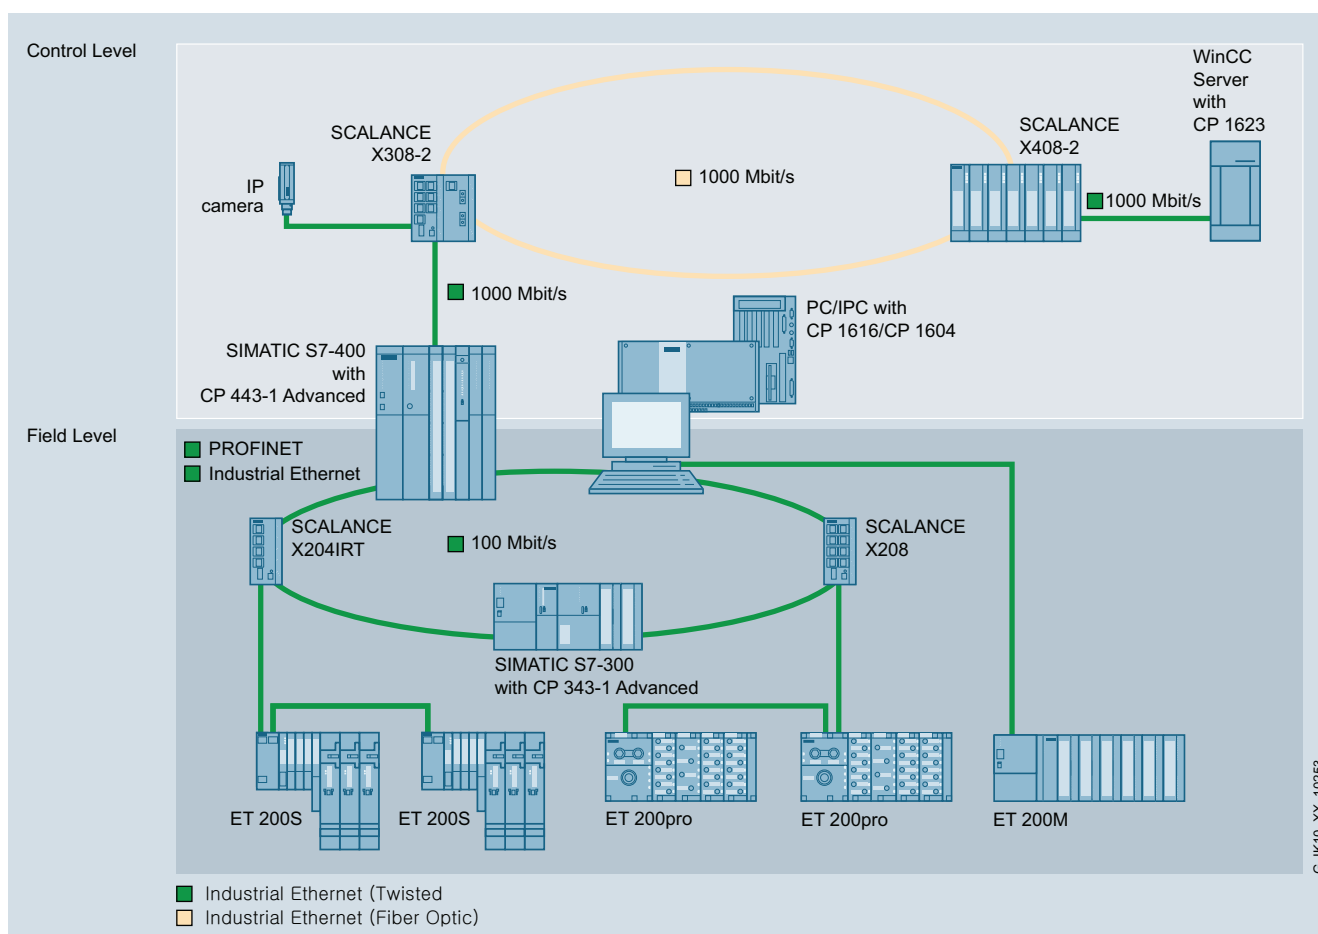 Control Level
WinCC
Server
with
CP 1623
SCALANCE
X308-2
SCALANCE
X408-2
IP
camera
1000 Mbit/s
1000 Mbit/s
1000 Mbit/s
PC/IPC with
CP 1616/CP 1604
SIMATIC S7-400
with
CP 443-1 Advanced
Field Level
PROFINET
Industrial Ethernet
SCALANCE
X204IRT
100 Mbit/s
SCALANCE
X208
SIMATIC S7-300
with CP 343-1 Advanced
ET 200S
ET 200S
ET 200pro
ET 200pro
ET 200M
Industrial Ethernet (Twisted
Industrial Ethernet (Fiber Optic)